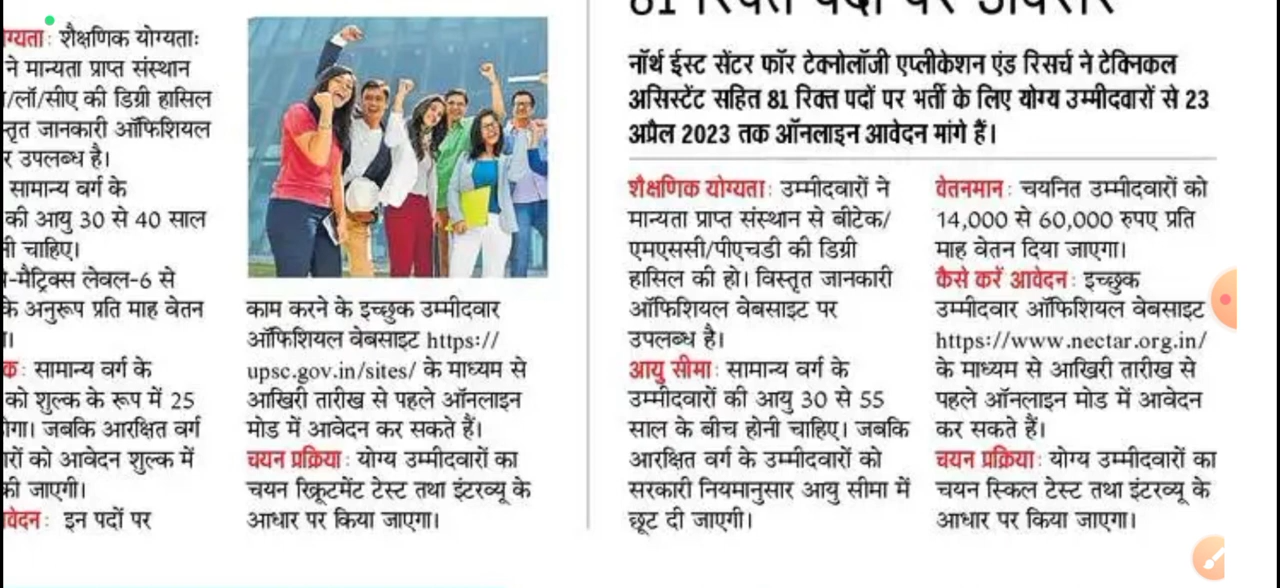 ग्यता: शैक्षणिक योग्यताः
ने मान्यता प्राप्त संस्थान
/लॉ/सीए की डिग्री हासिल
स्तृत जानकारी ऑफिशियल
र उपलब्ध है।
सामान्य वर्ग के
की आयु 30 से 40 साल
नी चाहिए।
-मैट्रिक्स लेवल-6 से
के अनुरूप प्रति माह वेतन
क: सामान्य वर्ग के
को शुल्क के रूप में 25
जबकि आरक्षित वर्ग
को आवेदन शुल्क में
की जाएगी।
वेदन: इन पदों पर
काम करने के इच्छुक उम्मीदवार
ऑफिशियल वेबसाइट https://
upsc.gov.in/sites/ के माध्यम से
आखिरी तारीख से पहले ऑनलाइन
मोड में आवेदन कर सकते हैं।
चयन प्रक्रिया: योग्य उम्मीदवारों का
चयन रिक्रूटमेंट टेस्ट तथा इंटरव्यू के
आधार पर किया जाएगा।
81 रिक्त पदों पर अवसर
नॉर्थ ईस्ट सेंटर फॉर टेक्नोलॉजी एप्लीकेशन एंड रिसर्च ने टेक्निकल
असिस्टेंट सहित 81 रिक्त पदों पर भर्ती के लिए योग्य उम्मीदवारों से 23
अप्रैल 2023 तक ऑनलाइन आवेदन मांगे हैं।
शैक्षणिक योग्यता: उम्मीदवारों ने
मान्यता प्राप्त संस्थान से बीटेक/
एमएससी/पीएचडी की डिग्री
हासिल की हो। विस्तृत जानकारी
ऑफिशियल वेबसाइट पर
उपलब्ध है।
आयु सीमा: सामान्य वर्ग के
उम्मीदवारों की आयु 30 से 55
साल के बीच होनी चाहिए। जबकि
आरक्षित वर्ग के उम्मीदवारों को
सरकारी नियमानुसार आयु सीमा में
छूट दी जाएगी।
वेतनमान: चयनित उम्मीदवारों को
14,000 से 60,000 रुपए प्रति
माह वेतन दिया जाएगा।
कैसे करें आवेदन: इच्छुक
उम्मीदवार ऑफिशियल वेबसाइट
https://www.nectar.org.in/
के माध्यम से आखिरी तारीख से
पहले ऑनलाइन मोड में आवेदन
कर सकते हैं।
चयन प्रक्रिया: योग्य उम्मीदवारों का
चयन स्किल टेस्ट तथा इंटरव्यू के
आधार पर किया जाएगा।